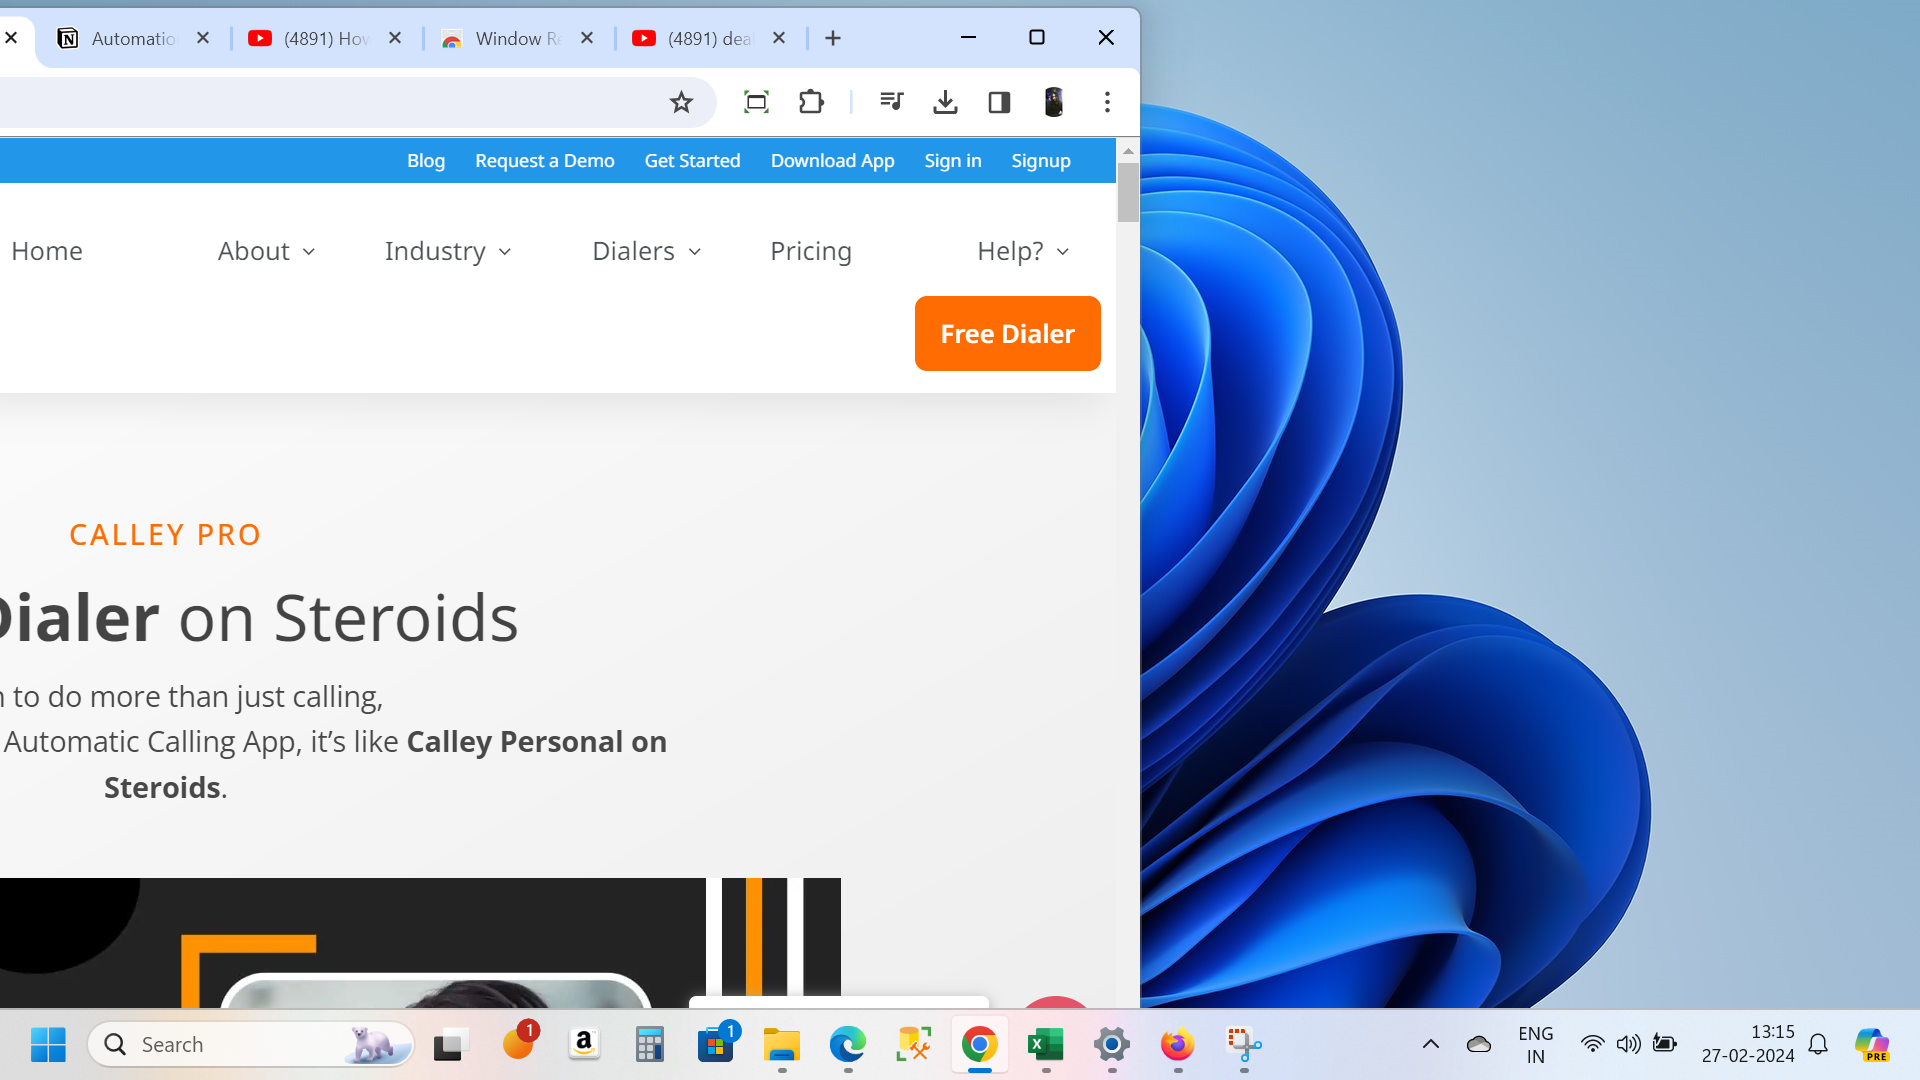 Automatio
(4891) How
Window Re
(4891) dea
Blog
Request a Demo
Get Started
Download App
Sign in
Signup
Home
About
Industry
Dialers
Pricing
Help?
Free Dialer
CALLEY PRO
Dialer on Steroids
to do more than just calling,
Automatic Calling App, it’s like Calley Personal on
Steroids.
Search
1
1
ENG
IN
13:15
27-02-2024
PRE